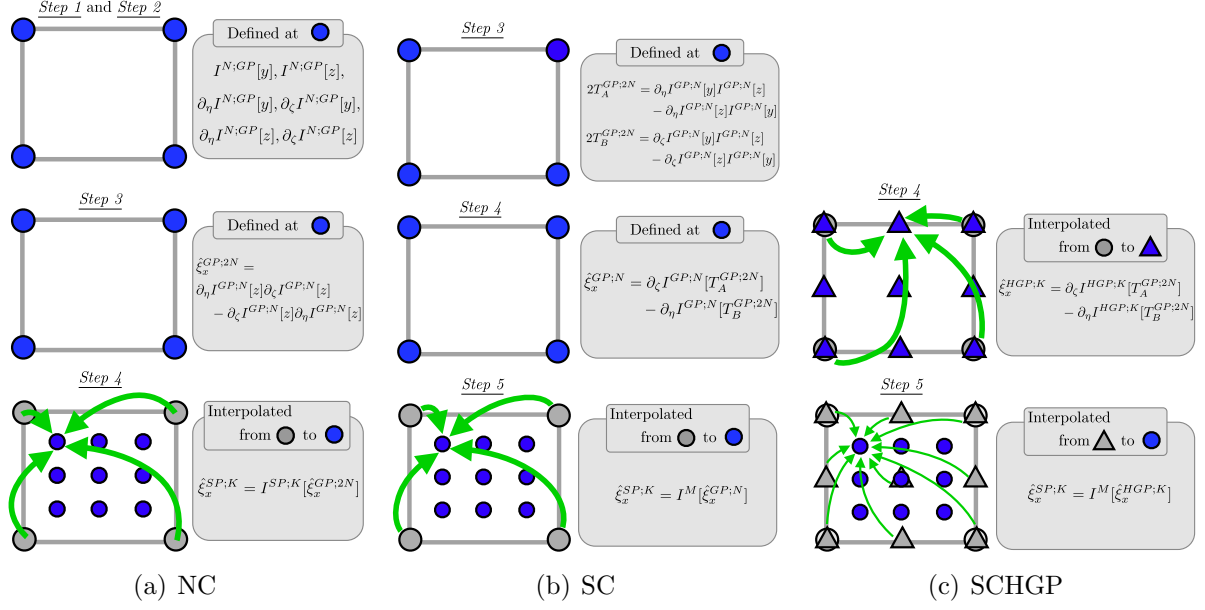 Step 1 and Step 2
Defined at
I^{N;GP}[y], I^{N;GP}[z],
∂_η I^{N;GP}[y], ∂_ζ I^{N;GP}[y],
∂_η I^{N;GP}[z], ∂_ζ I^{N;GP}[z]
Step 3
Defined at
ξ̂_x^{GP;2N} =
∂_η I^{GP;N}[z]∂_ζ I^{GP;N}[z]
− ∂_ζ I^{GP;N}[z]∂_η I^{GP;N}[z]
Step 4
Interpolated
from to
ξ̂_x^{SP;K} = I^{SP;K}[ξ̂_x^{GP;2N}]
(a) NC
Step 3
Defined at
2T_A^{GP;2N} = ∂_η I^{GP;N}[y]I^{GP;N}[z]
− ∂_η I^{GP;N}[z]I^{GP;N}[y]
2T_B^{GP;2N} = ∂_ζ I^{GP;N}[y]I^{GP;N}[z]
− ∂_ζ I^{GP;N}[z]I^{GP;N}[y]
Step 4
Defined at
ξ̂_x^{GP;N} = ∂_ζ I^{GP;N}[T_A^{GP;2N}]
− ∂_η I^{GP;N}[T_B^{GP;2N}]
Step 5
Interpolated
from to
ξ̂_x^{SP;K} = I^M[ξ̂_x^{GP;N}]
(b) SC
Step 4
Interpolated
from to
ξ̂_x^{HGP;K} = ∂_ζ I^{HGP;K}[T_A^{GP;2N}]
− ∂_η I^{HGP;K}[T_B^{GP;2N}]
Step 5
Interpolated
from to
ξ̂_x^{SP;K} = I^M[ξ̂_x^{HGP;K}]
(c) SCHGP